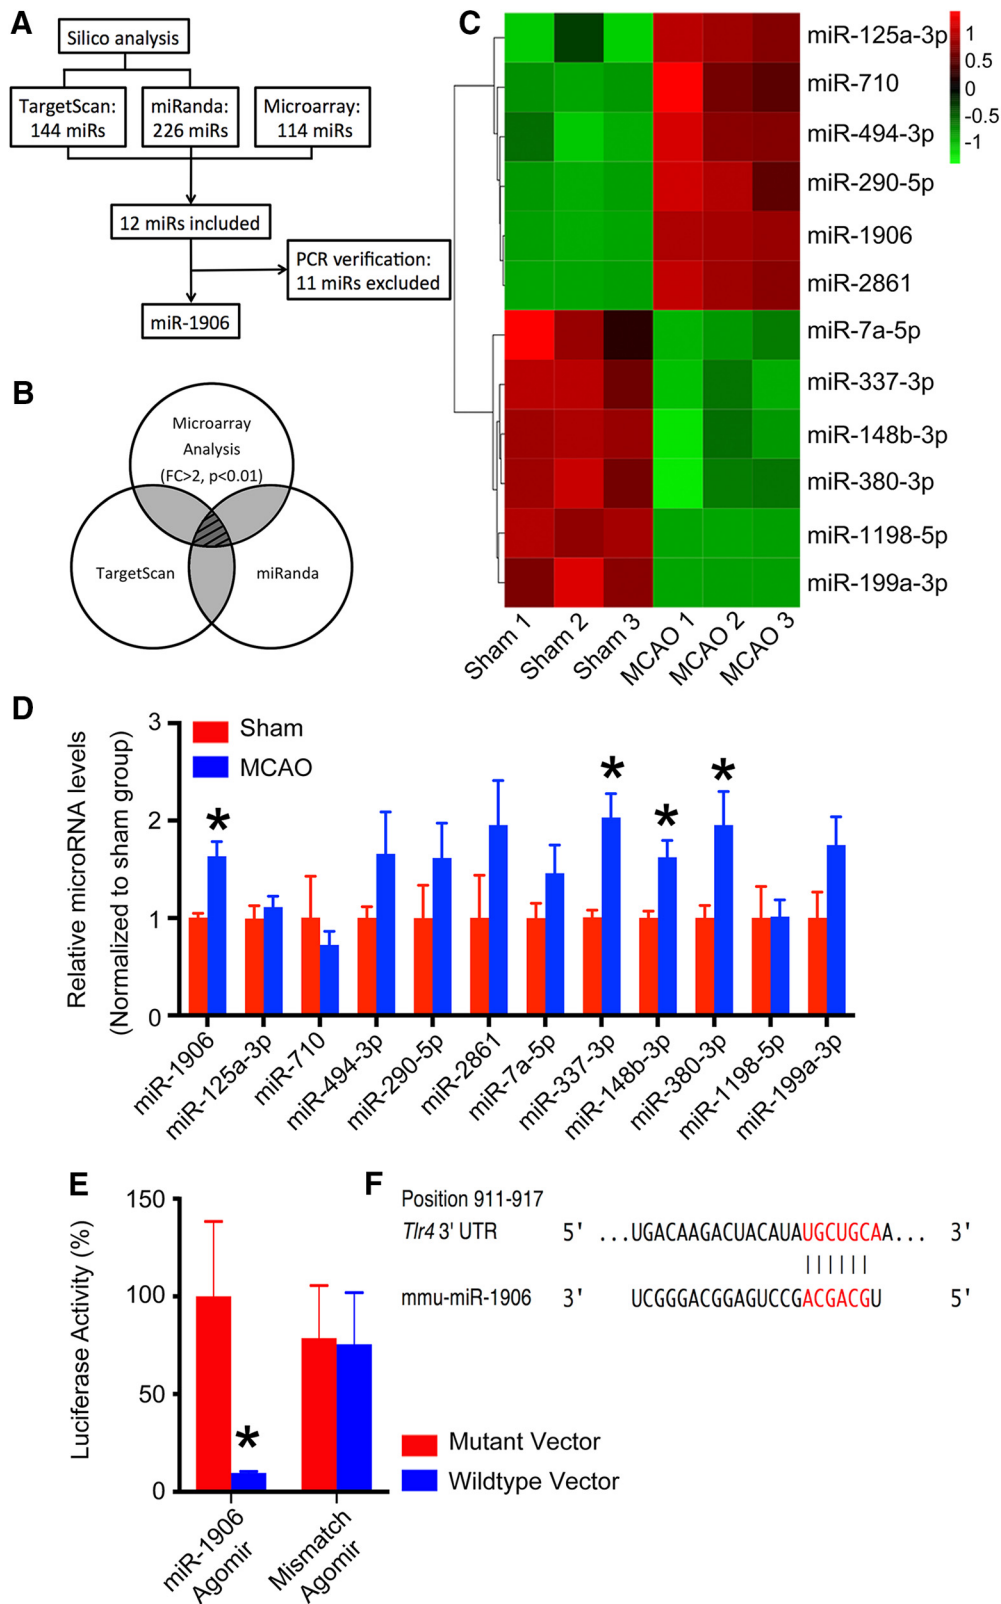 A
Silico analysis
TargetScan:
144 miRs
miRanda:
226 miRs
Microarray:
114 miRs
12 miRs included
PCR verification:
11 miRs excluded
miR-1906
B
Microarray
Analysis
(FC>2, p<0.01)
TargetScan
miRanda
C
miR-125a-3p
miR-710
miR-494-3p
miR-290-5p
miR-1906
miR-2861
miR-7a-5p
miR-337-3p
miR-148b-3p
miR-380-3p
miR-1198-5p
miR-199a-3p
1
0.5
0
-0.5
-1
Sham 1
Sham 2
Sham 3
MCAO 1
MCAO 2
MCAO 3
D
Relative microRNA levels
(Normalized to sham group)
3
2
1
0
Sham
MCAO
*
*
*
*
miR-1906
miR-125a-3p
miR-710
miR-494-3p
miR-290-5p
miR-2861
miR-7a-5p
miR-337-3p
miR-148b-3p
miR-380-3p
miR-1198-5p
miR-199a-3p
E
Luciferase Activity (%)
150
100
50
0
*
miR-1906
Agomir
Mismatch
Agomir
Mutant Vector
Wildtype Vector
F
Position 911-917
Tlr4 3' UTR 5' ...UGACAAGACUACAUAUGCUGCAA... 3'
||||||
mmu-miR-1906 3' UCGGGACGGAGUCCGACGACGU 5'